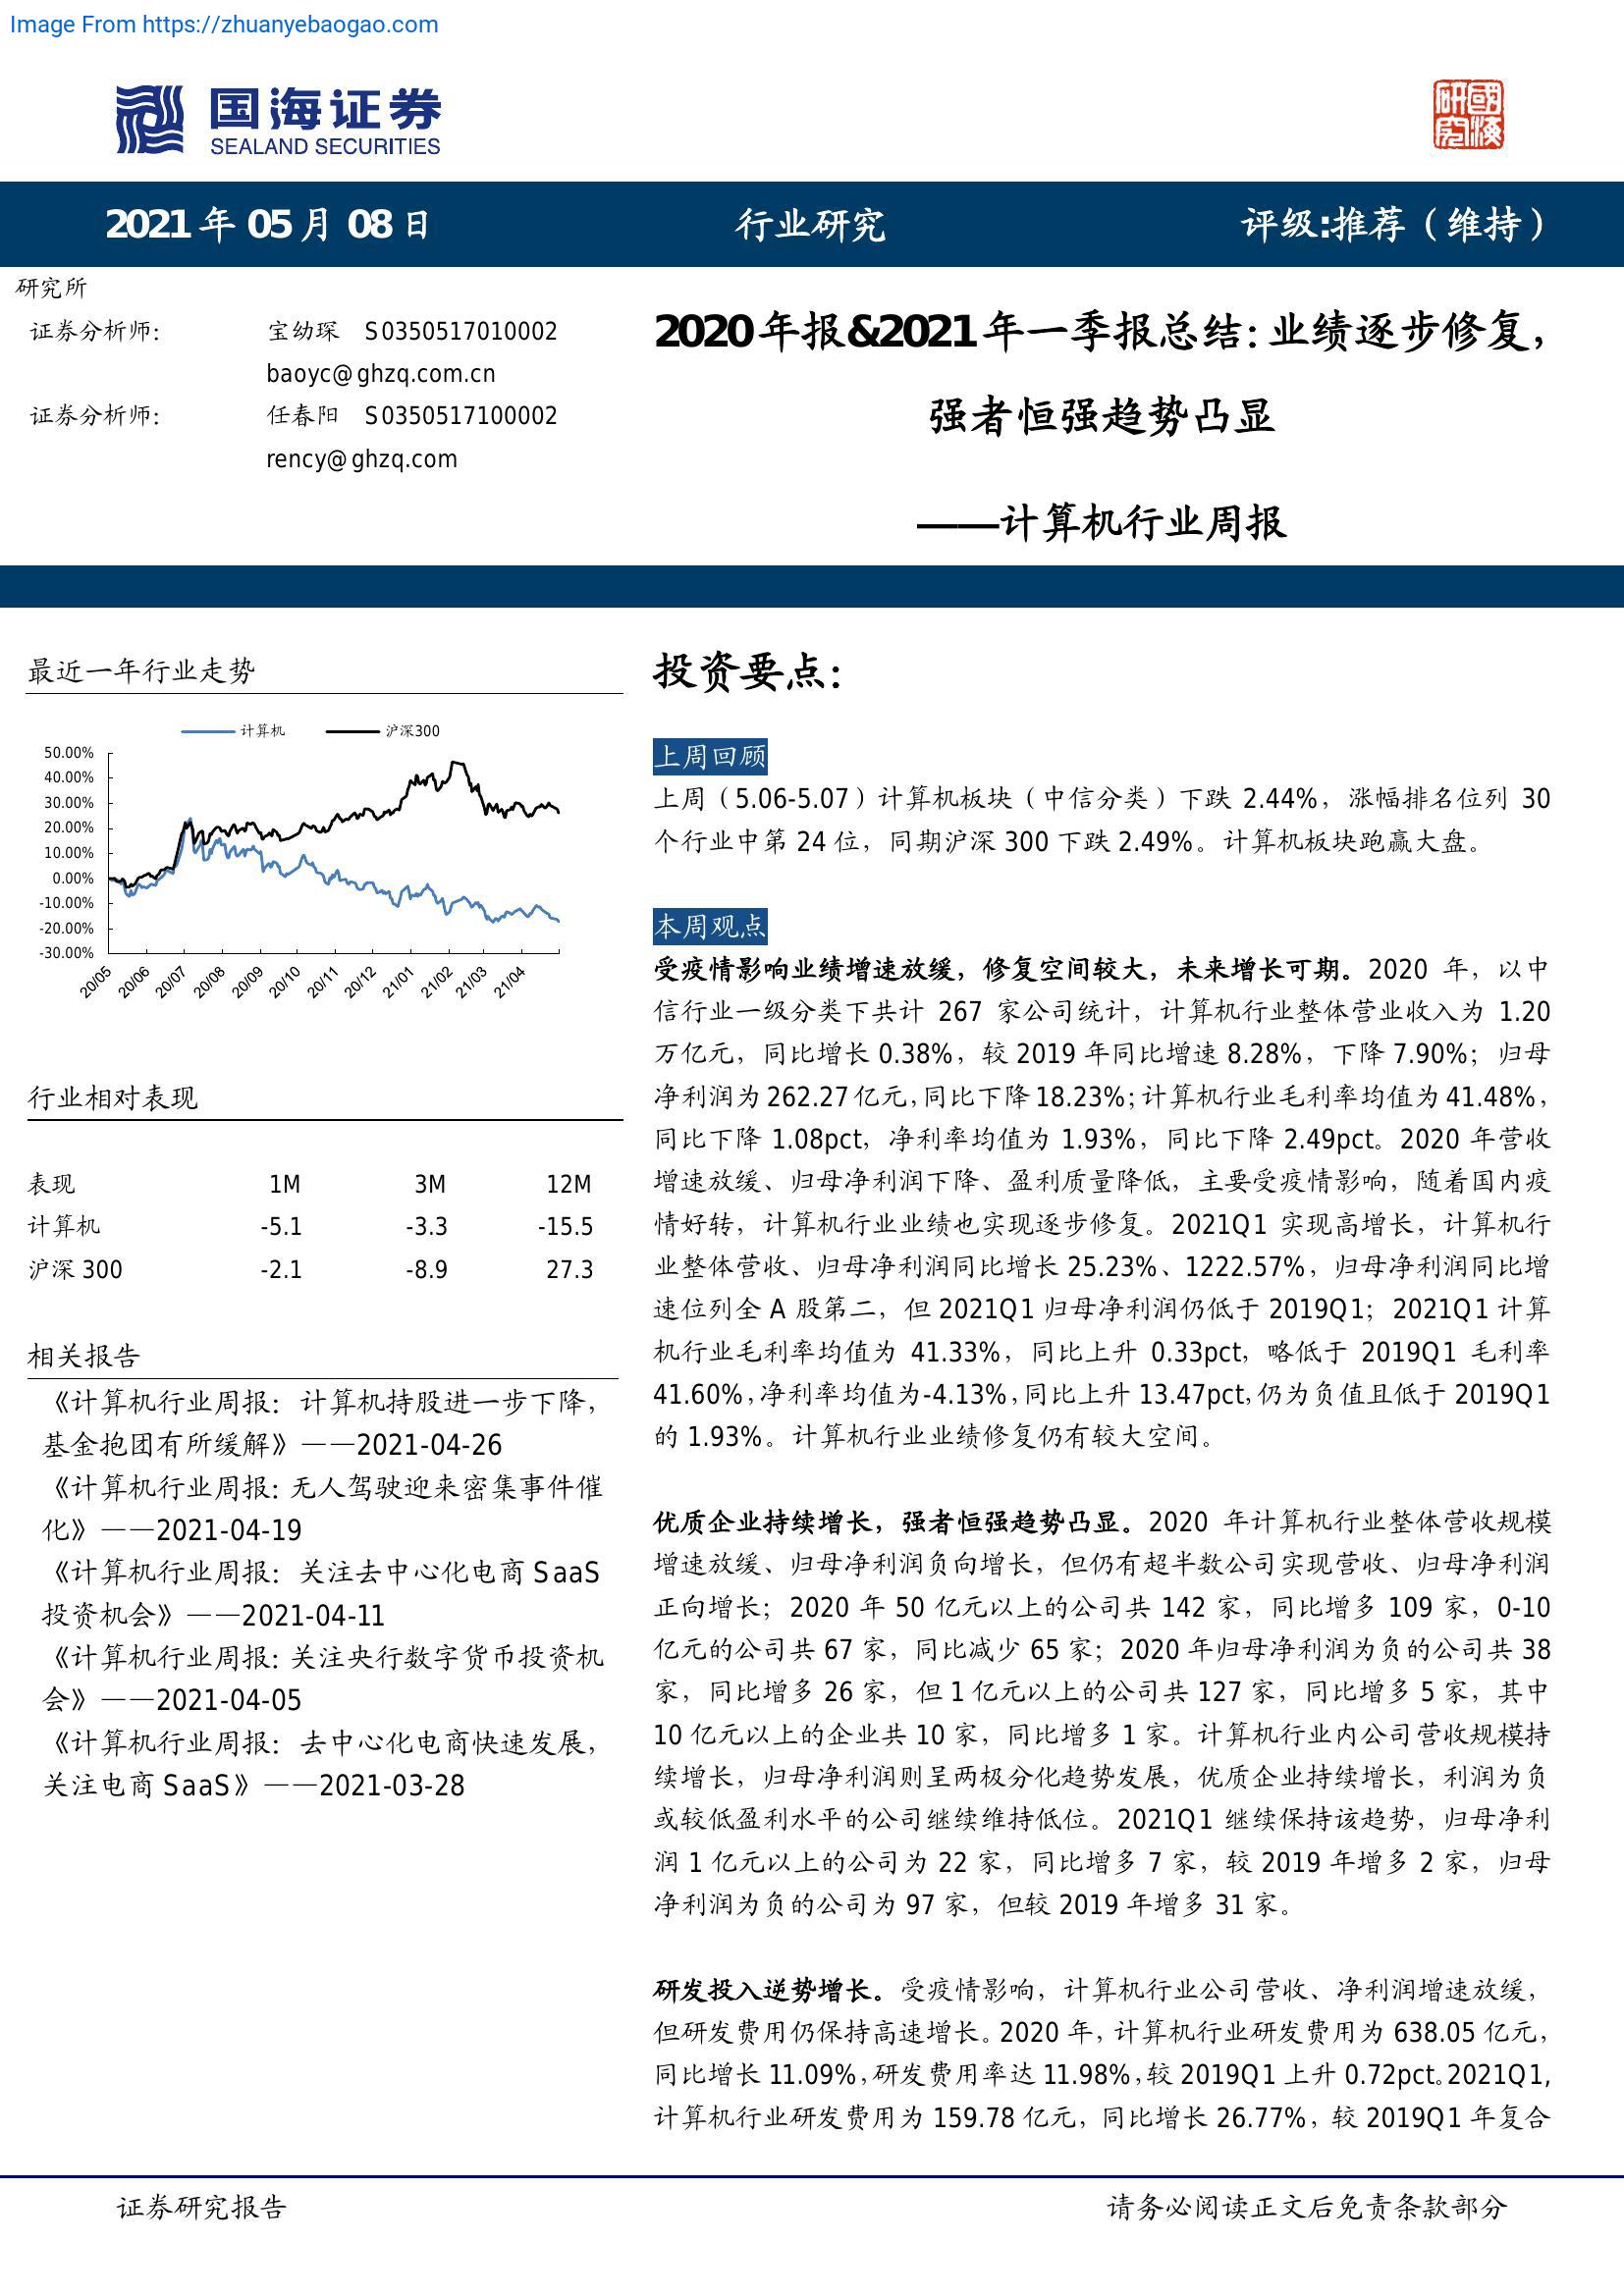 Image From https://zhuanyebaogao.com
国海证券
SEALAND SECURITIES
研究
國海
2021 年 05 月 08 日
行业研究
评级:推荐（维持）
研究所
证券分析师：
宝幼琛 S0350517010002
baoyc@ghzq.com.cn
证券分析师：
任春阳 S0350517100002
rency@ghzq.com
2020 年报&2021 年一季报总结：业绩逐步修复，
强者恒强趋势凸显
——计算机行业周报
最近一年行业走势
计算机 沪深300
50.00%
40.00%
30.00%
20.00%
10.00%
0.00%
-10.00%
-20.00%
-30.00%
20/05 20/06 20/07 20/08 20/09 20/10 20/11 20/12 21/01 21/02 21/03 21/04
行业相对表现
表现 1M 3M 12M
计算机 -5.1 -3.3 -15.5
沪深 300 -2.1 -8.9 27.3
相关报告
《计算机行业周报：计算机持股进一步下降，
基金抱团有所缓解》——2021-04-26
《计算机行业周报：无人驾驶迎来密集事件催
化》——2021-04-19
《计算机行业周报：关注去中心化电商 SaaS
投资机会》——2021-04-11
《计算机行业周报：关注央行数字货币投资机
会》——2021-04-05
《计算机行业周报：去中心化电商快速发展，
关注电商 SaaS》——2021-03-28
投资要点：
上周回顾
上周（5.06-5.07）计算机板块（中信分类）下跌 2.44%，涨幅排名位列 30
个行业中第 24 位，同期沪深 300 下跌 2.49%。计算机板块跑赢大盘。
本周观点
受疫情影响业绩增速放缓，修复空间较大，未来增长可期。2020 年，以中
信行业一级分类下共计 267 家公司统计，计算机行业整体营业收入为 1.20
万亿元，同比增长 0.38%，较 2019 年同比增速 8.28%，下降 7.90%；归母
净利润为 262.27 亿元，同比下降 18.23%；计算机行业毛利率均值为 41.48%，
同比下降 1.08pct，净利率均值为 1.93%，同比下降 2.49pct。2020 年营收
增速放缓、归母净利润下降、盈利质量降低，主要受疫情影响，随着国内疫
情好转，计算机行业业绩也实现逐步修复。2021Q1 实现高增长，计算机行
业整体营收、归母净利润同比增长 25.23%、1222.57%，归母净利润同比增
速位列全 A 股第二，但 2021Q1 归母净利润仍低于 2019Q1；2021Q1 计算
机行业毛利率均值为 41.33%，同比上升 0.33pct，略低于 2019Q1 毛利率
41.60%，净利率均值为-4.13%，同比上升 13.47pct，仍为负值且低于 2019Q1
的 1.93%。计算机行业业绩修复仍有较大空间。
优质企业持续增长，强者恒强趋势凸显。2020 年计算机行业整体营收规模
增速放缓、归母净利润负向增长，但仍有超半数公司实现营收、归母净利润
正向增长；2020 年 50 亿元以上的公司共 142 家，同比增多 109 家，0-10
亿元的公司共 67 家，同比减少 65 家；2020 年归母净利润为负的公司共 38
家，同比增多 26 家，但 1 亿元以上的公司共 127 家，同比增多 5 家，其中
10 亿元以上的企业共 10 家，同比增多 1 家。计算机行业内公司营收规模持
续增长，归母净利润则呈两极分化趋势发展，优质企业持续增长，利润为负
或较低盈利水平的公司继续维持低位。2021Q1 继续保持该趋势，归母净利
润 1 亿元以上的公司为 22 家，同比增多 7 家，较 2019 年增多 2 家，归母
净利润为负的公司为 97 家，但较 2019 年增多 31 家。
研发投入逆势增长。受疫情影响，计算机行业公司营收、净利润增速放缓，
但研发费用仍保持高速增长。2020 年，计算机行业研发费用为 638.05 亿元，
同比增长 11.09%，研发费用率达 11.98%，较 2019Q1 上升 0.72pct。2021Q1，
计算机行业研发费用为 159.78 亿元，同比增长 26.77%，较 2019Q1 年复合
证券研究报告
请务必阅读正文后免责条款部分